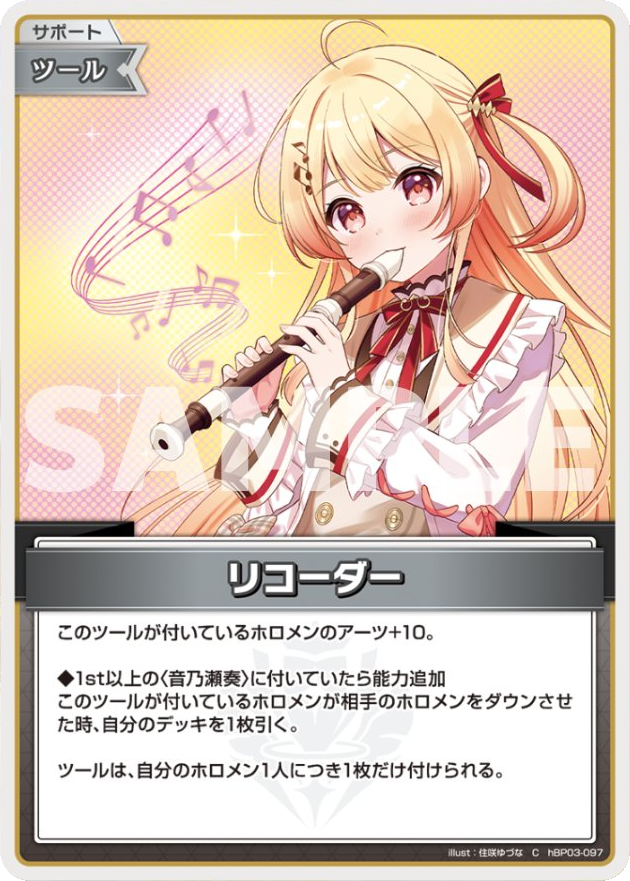 サポート
ツール
SAMPLE
リコーダー
このツールが付いているホロメンのアーツ+10。
◆1st以上の〈音乃瀬奏〉に付いていたら能力追加
このツールが付いているホロメンが相手のホロメンをダウンさせ
た時、自分のデッキを1枚引く。
ツールは、自分のホロメン1人につき1枚だけ付けられる。
illust：住咲ゆづな C hBP03-097